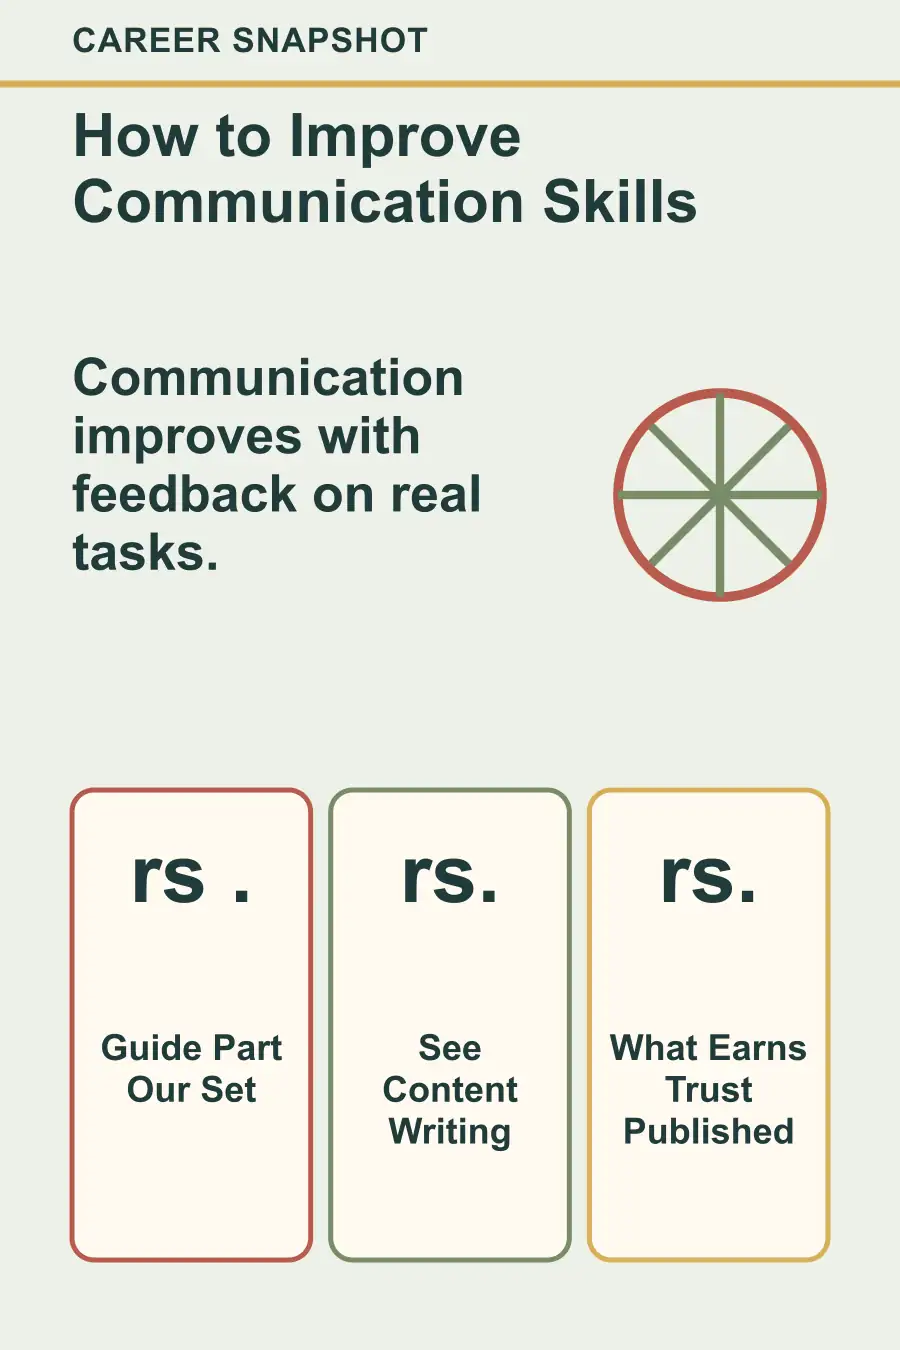 CAREER SNAPSHOT
How to Improve
Communication Skills
Communication
improves with
feedback on real
tasks.
rs .
Guide Part
Our Set
rs.
See
Content
Writing
rs.
What Earns
Trust
Published